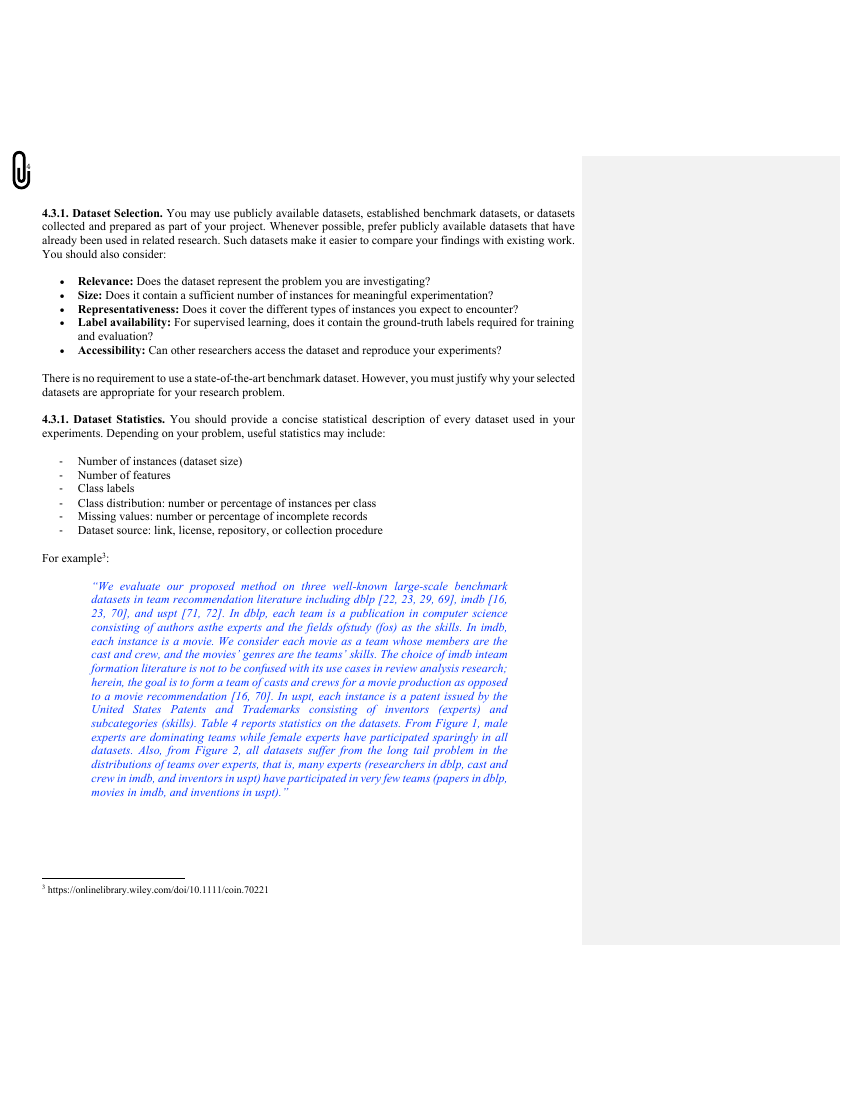 4.3.1. Dataset Selection. You may use publicly available datasets, established benchmark datasets, or datasets
collected and prepared as part of your project. Whenever possible, prefer publicly available datasets that have
already been used in related research. Such datasets make it easier to compare your findings with existing work.
You should also consider:
• Relevance: Does the dataset represent the problem you are investigating?
• Size: Does it contain a sufficient number of instances for meaningful experimentation?
• Representativeness: Does it cover the different types of instances you expect to encounter?
• Label availability: For supervised learning, does it contain the ground-truth labels required for training
and evaluation?
• Accessibility: Can other researchers access the dataset and reproduce your experiments?
There is no requirement to use a state-of-the-art benchmark dataset. However, you must justify why your selected
datasets are appropriate for your research problem.
4.3.1. Dataset Statistics. You should provide a concise statistical description of every dataset used in your
experiments. Depending on your problem, useful statistics may include:
- Number of instances (dataset size)
- Number of features
- Class labels
- Class distribution: number or percentage of instances per class
- Missing values: number or percentage of incomplete records
- Dataset source: link, license, repository, or collection procedure
For example3:
“We evaluate our proposed method on three well-known large-scale benchmark
datasets in team recommendation literature including dblp [22, 23, 29, 69], imdb [16,
23, 70], and uspt [71, 72]. In dblp, each team is a publication in computer science
consisting of authors asthe experts and the fields ofstudy (fos) as the skills. In imdb,
each instance is a movie. We consider each movie as a team whose members are the
cast and crew, and the movies’ genres are the teams’ skills. The choice of imdb inteam
formation literature is not to be confused with its use cases in review analysis research;
herein, the goal is to form a team of casts and crews for a movie production as opposed
to a movie recommendation [16, 70]. In uspt, each instance is a patent issued by the
United States Patents and Trademarks consisting of inventors (experts) and
subcategories (skills). Table 4 reports statistics on the datasets. From Figure 1, male
experts are dominating teams while female experts have participated sparingly in all
datasets. Also, from Figure 2, all datasets suffer from the long tail problem in the
distributions of teams over experts, that is, many experts (researchers in dblp, cast and
crew in imdb, and inventors in uspt) have participated in very few teams (papers in dblp,
movies in imdb, and inventions in uspt).”
3 https://onlinelibrary.wiley.com/doi/10.1111/coin.70221